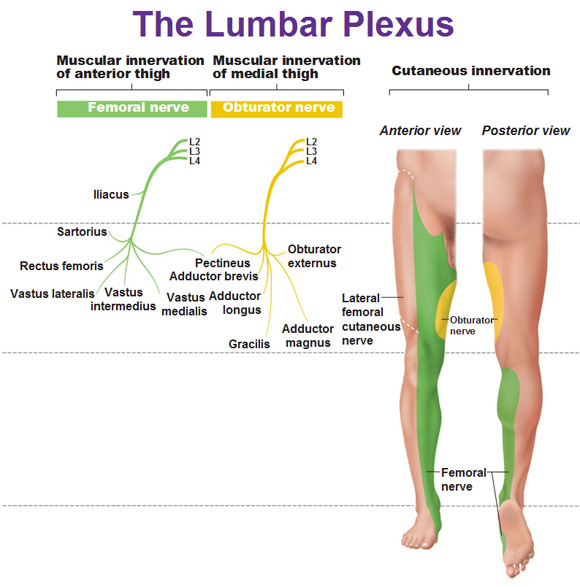 The Lumbar Plexus
Muscular innervation
of anterior thigh
Muscular innervation
of medial thigh
Cutaneous innervation
Femoral nerve
Obturator nerve
Anterior view
Posterior view
L2
L3
L4
L2
L3
L4
Iliacus
Sartorius
Rectus femoris
Vastus lateralis
Vastus
intermedius
Vastus
medialis
Pectineus
Adductor brevis
Adductor
longus
Gracilis
Obturator
externus
Adductor
magnus
Lateral
femoral
cutaneous
nerve
Obturator
nerve
Femoral
nerve